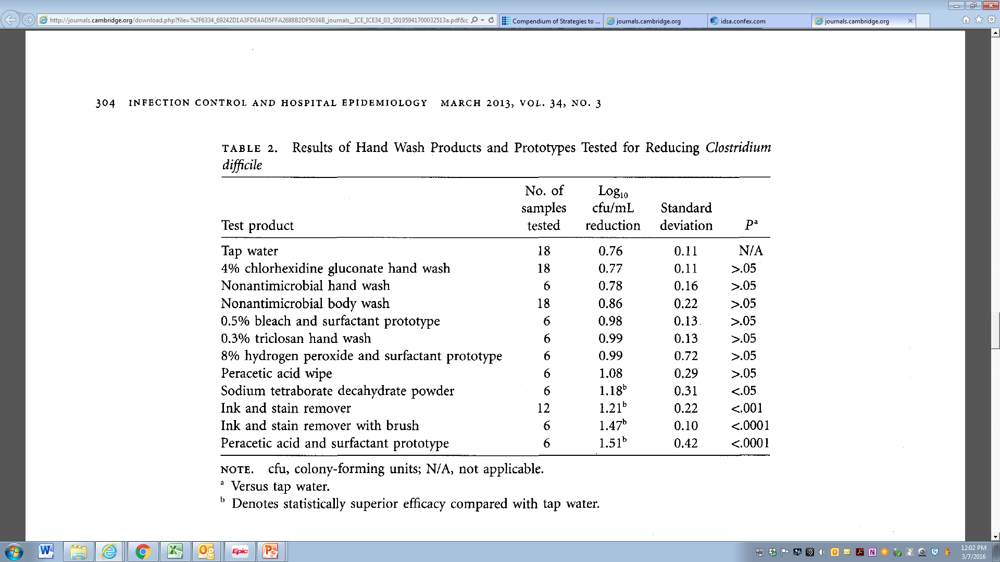 http://journals.cambridge.org/download.php?file=%2F6334_69242D1A3FDE4AD5FFA2688B2DF5034B_journals__ICE_ICE34_03_S0195941700032513a.pdf&c
Compendium of Strategies to ...
journals.cambridge.org
idsa.confex.com
journals.cambridge.org
304 INFECTION CONTROL AND HOSPITAL EPIDEMIOLOGY MARCH 2013, VOL. 34, NO. 3
TABLE 2. Results of Hand Wash Products and Prototypes Tested for Reducing Clostridium
difficile
No. of Log10
samples cfu/mL Standard
Test product tested reduction deviation Pa
Tap water 18 0.76 0.11 N/A
4% chlorhexidine gluconate hand wash 18 0.77 0.11 >.05
Nonantimicrobial hand wash 6 0.78 0.16 >.05
Nonantimicrobial body wash 18 0.86 0.22 >.05
0.5% bleach and surfactant prototype 6 0.98 0.13 >.05
0.3% triclosan hand wash 6 0.99 0.13 >.05
8% hydrogen peroxide and surfactant prototype 6 0.99 0.72 >.05
Peracetic acid wipe 6 1.08 0.29 >.05
Sodium tetraborate decahydrate powder 6 1.18b 0.31 <.05
Ink and stain remover 12 1.21b 0.22 <.001
Ink and stain remover with brush 6 1.47b 0.10 <.0001
Peracetic acid and surfactant prototype 6 1.51b 0.42 <.0001
NOTE. cfu, colony-forming units; N/A, not applicable.
a Versus tap water.
b Denotes statistically superior efficacy compared with tap water.
Epic
12:02 PM
3/7/2016